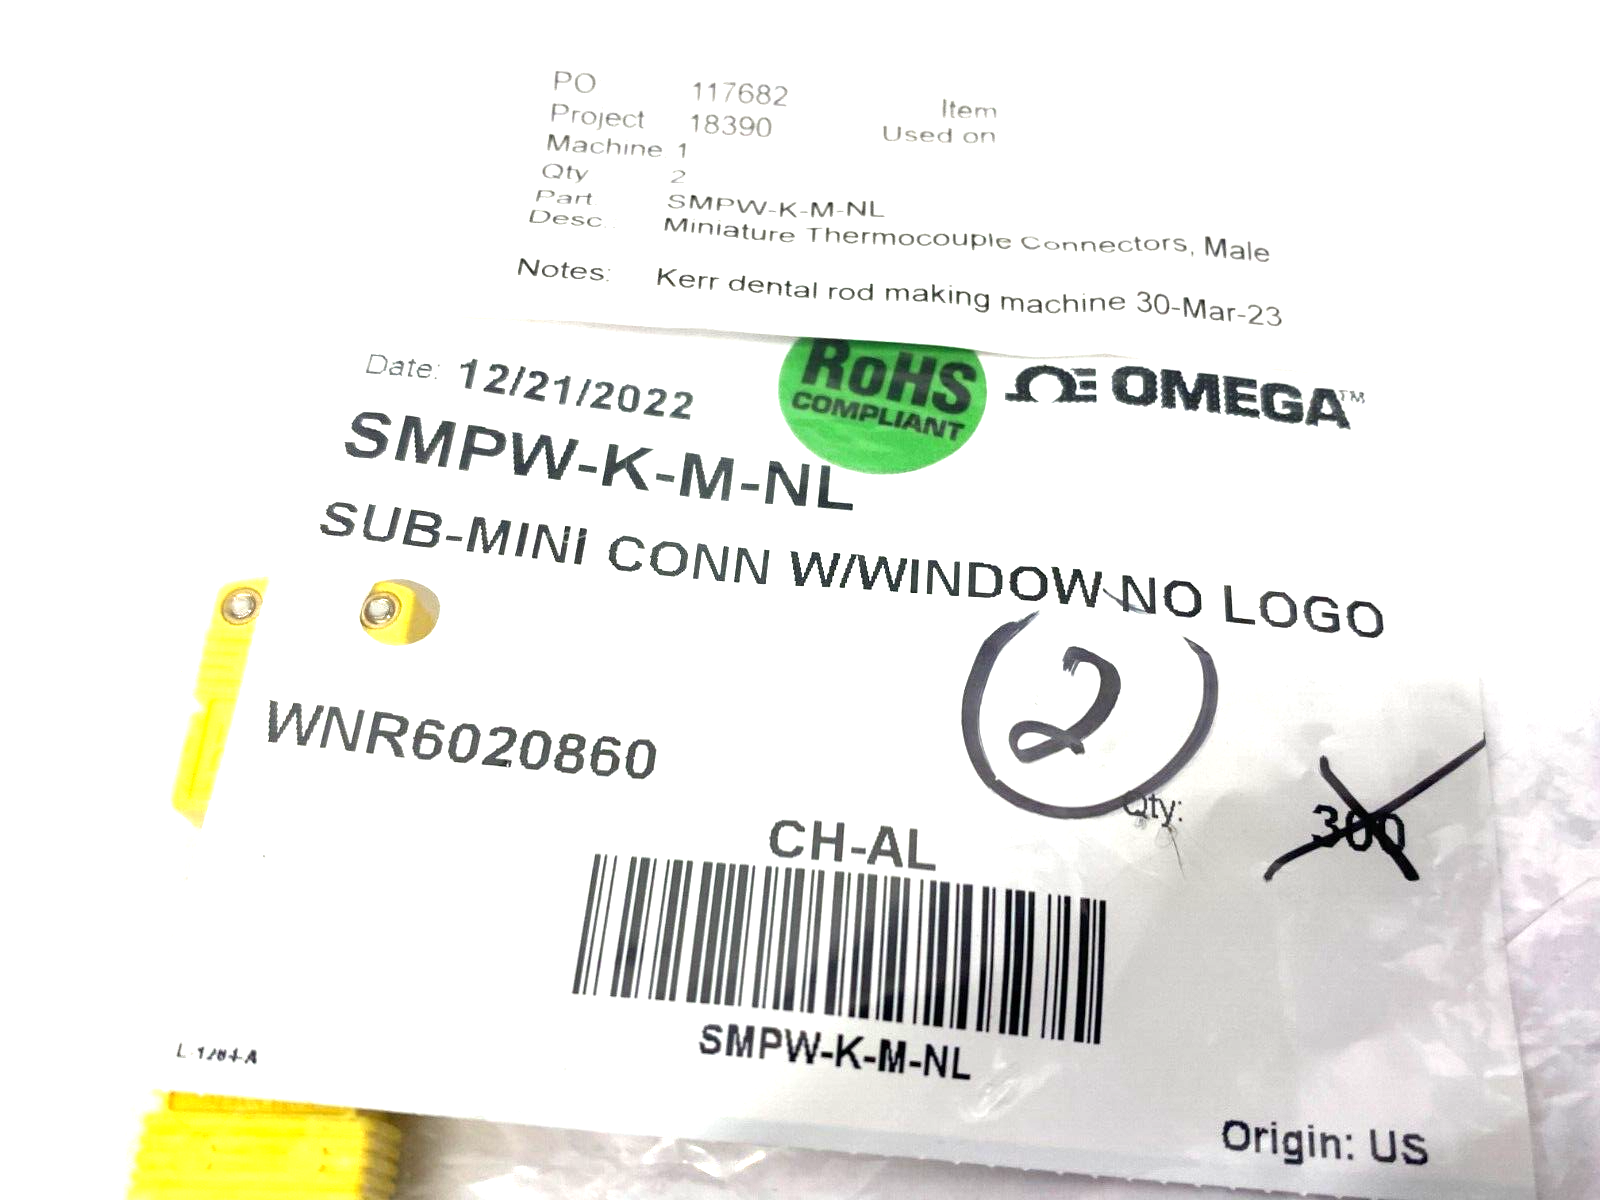 PO 117682 Item
Project 18390 Used on
Machine 1
Qty 2
Part SMPW-K-M-NL
Desc. Miniature Thermocouple Connectors, Male
Notes: Kerr dental rod making machine 30-Mar-23
Date: 12/21/2022
RoHS
COMPLIANT
OMEGA™
SMPW-K-M-NL
SUB-MINI CONN W/WINDOW NO LOGO
2
WNR6020860
Qty: 300
CH-AL
SMPW-K-M-NL
Origin: US